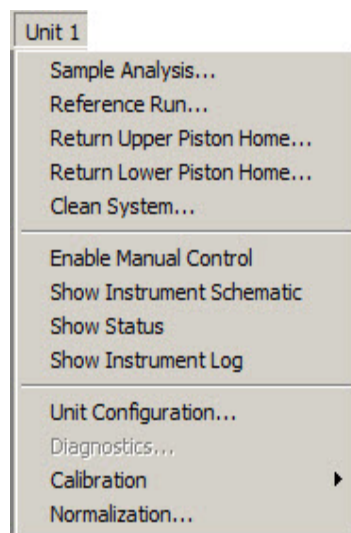 Unit 1
Sample Analysis...
Reference Run...
Return Upper Piston Home...
Return Lower Piston Home...
Clean System...
Enable Manual Control
Show Instrument Schematic
Show Status
Show Instrument Log
Unit Configuration...
Diagnostics...
Calibration
Normalization...